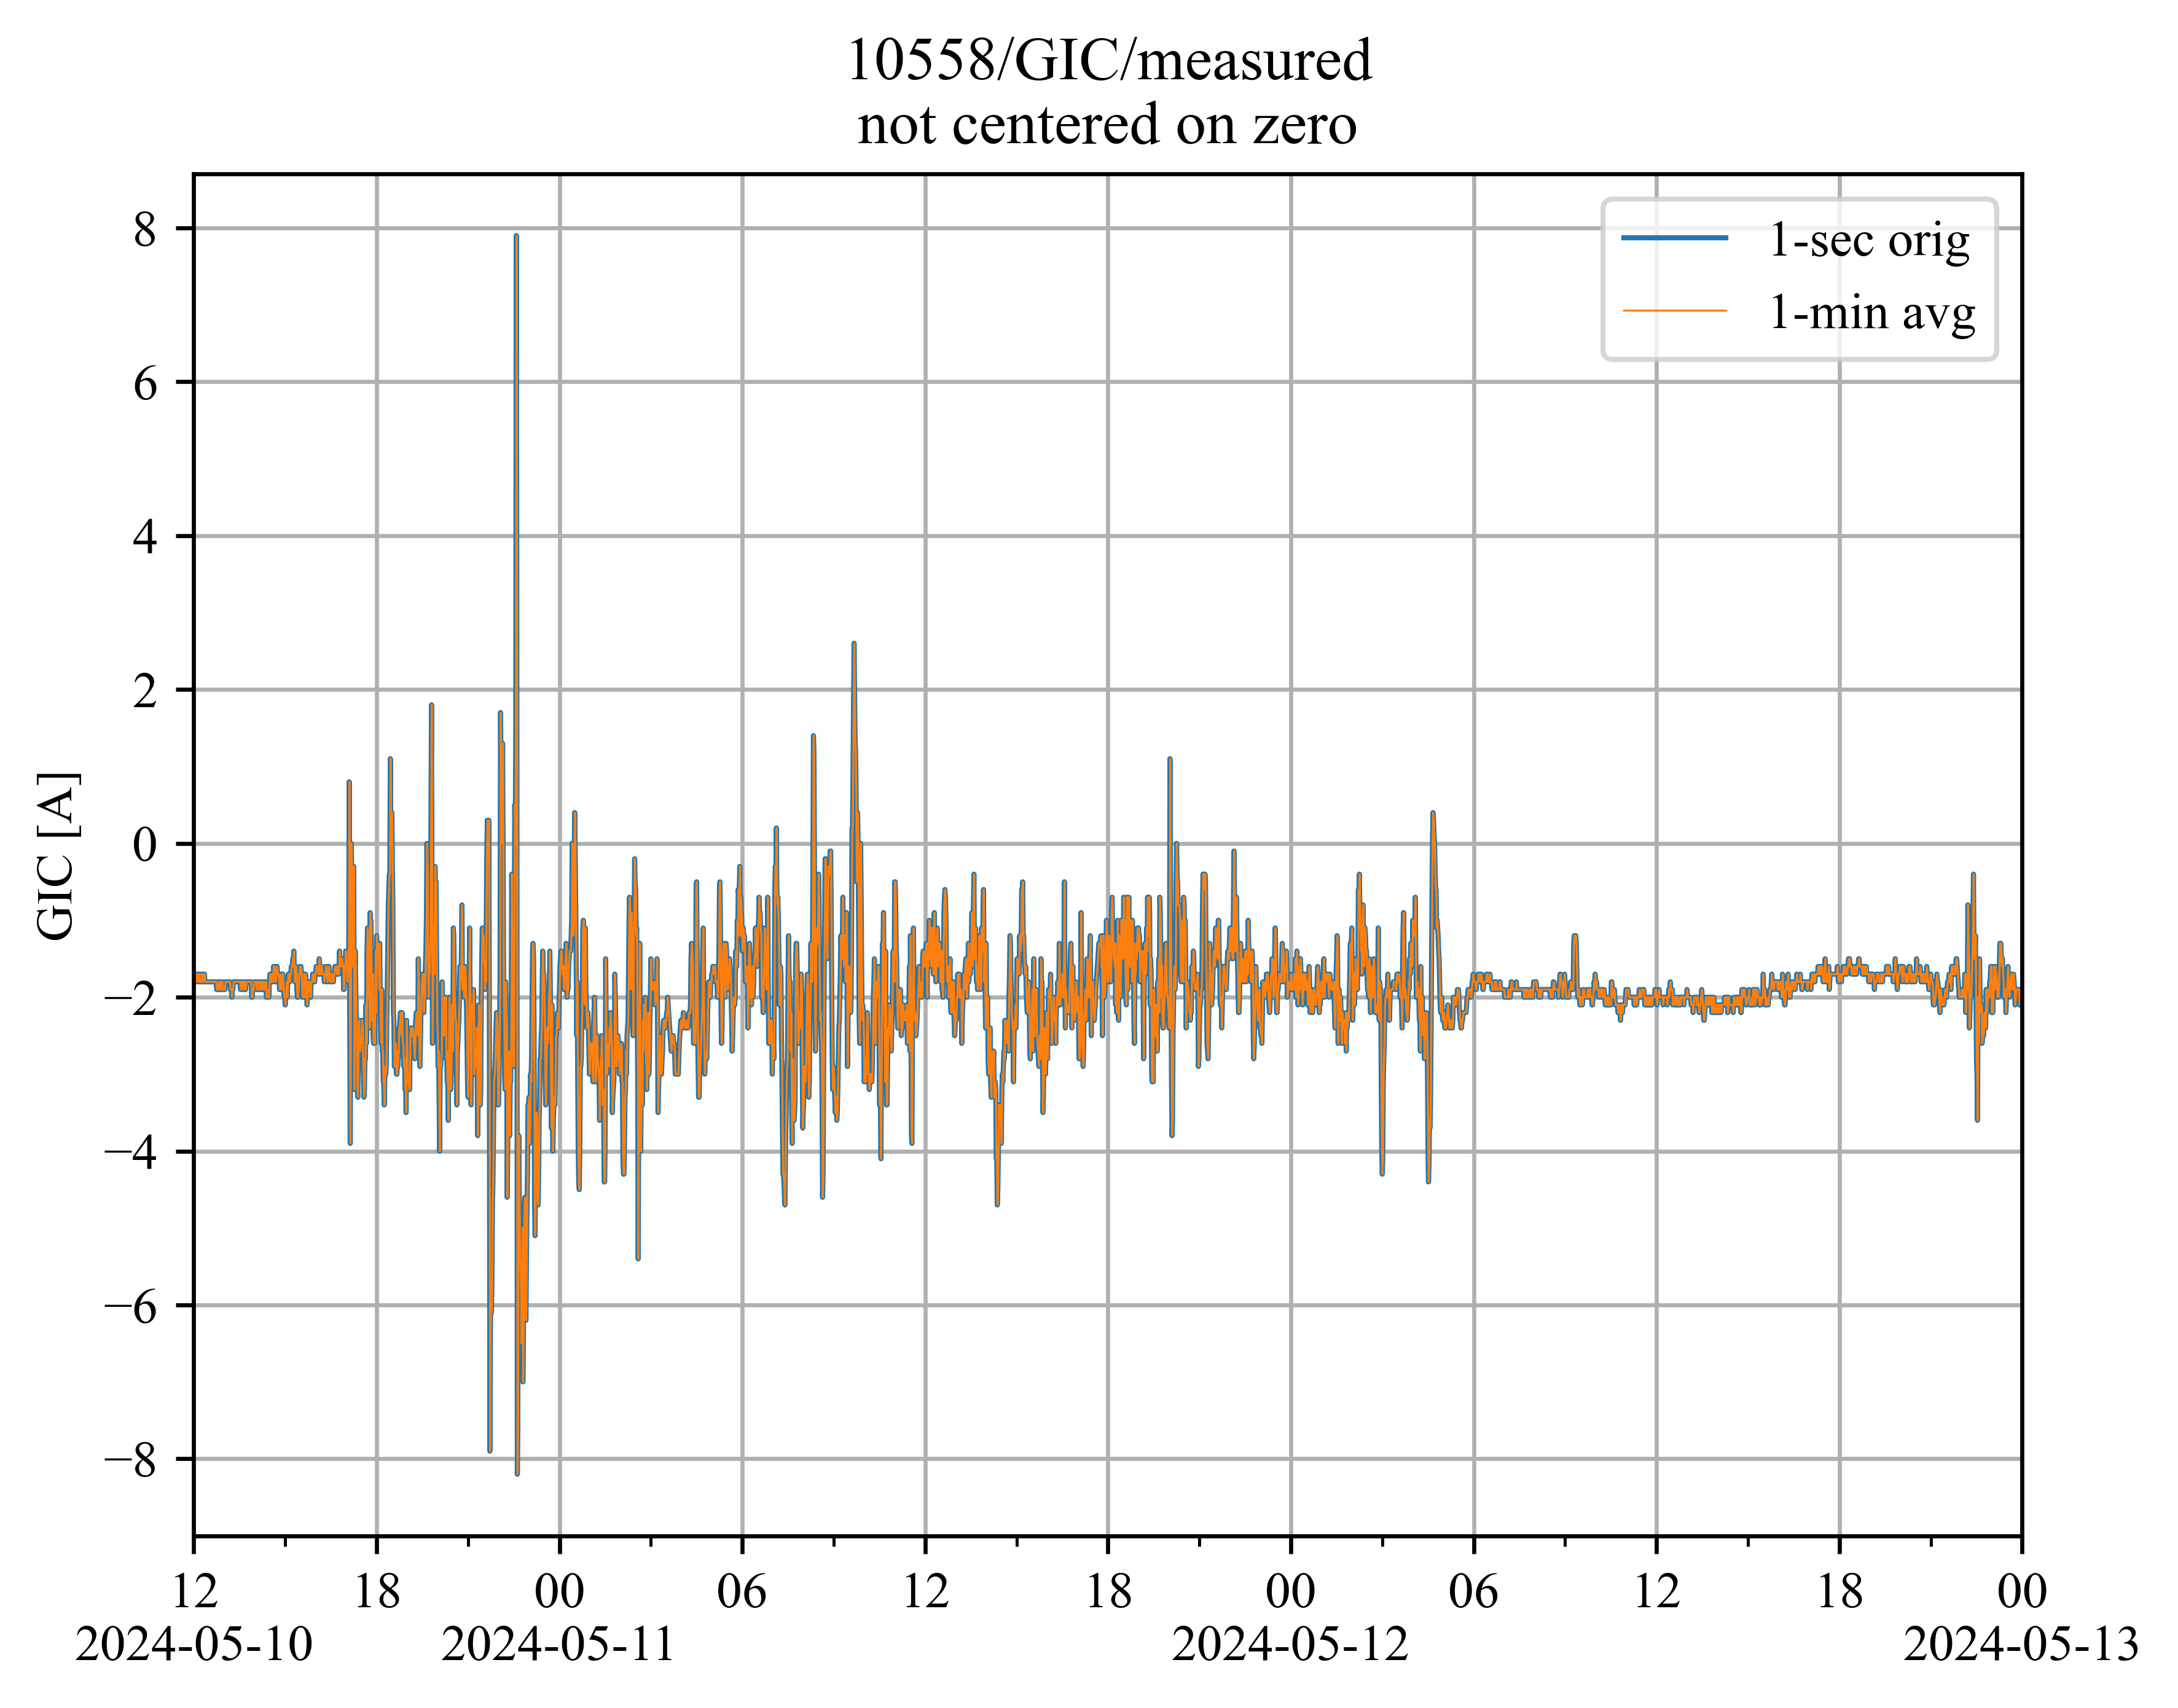 10558/GIC/measured
not centered on zero
1-sec orig
1-min avg
GIC [A]
8
6
4
2
0
−2
−4
−6
−8
12 18 00 06 12 18 00 06 12 18 00
2024-05-10 2024-05-11 2024-05-12 2024-05-13